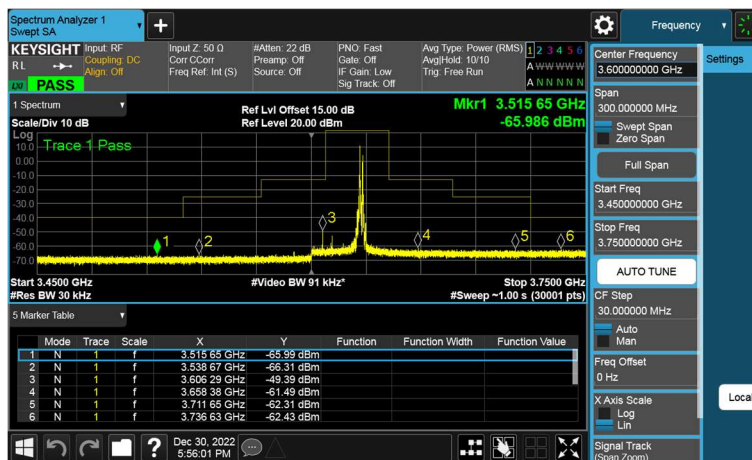 Spectrum Analyzer 1
Swept SA
Frequency
KEYSIGHT
RL
LXI PASS
Input: RF
Coupling: DC
Align: Off
Input Z: 50 Ω
Corr CCorr
Freq Ref: Int (S)
#Atten: 22 dB
Preamp: Off
Source: Off
PNO: Fast
Gate: Off
IF Gain: Low
Sig Track: Off
Avg Type: Power (RMS)
Avg|Hold: 10/10
Trig: Free Run
1 2 3 4 5 6
A W W W W W
A N N N N N
Center Frequency
3.600000000 GHz
Settings
Span
300.000000 MHz
Swept Span
Zero Span
Full Span
Start Freq
3.450000000 GHz
Stop Freq
3.750000000 GHz
AUTO TUNE
CF Step
30.000000 MHz
Auto
Man
Freq Offset
0 Hz
X Axis Scale
Log
Lin
Local
Signal Track
(Span Zoom)
1 Spectrum
Scale/Div 10 dB
Ref Lvl Offset 15.00 dB
Ref Level 20.00 dBm
Mkr1 3.515 65 GHz
-65.986 dBm
Log
Trace 1 Pass
10.0
0.00
-10.0
-20.0
-30.0
-40.0
-50.0
-60.0
-70.0
1
2
3
4
5
6
Start 3.4500 GHz
#Res BW 30 kHz
#Video BW 91 kHz*
Stop 3.7500 GHz
#Sweep ~1.00 s (30001 pts)
5 Marker Table
Mode Trace Scale X Y Function Function Width Function Value
1 N 1 f 3.515 65 GHz -65.99 dBm
2 N 1 f 3.538 67 GHz -66.31 dBm
3 N 1 f 3.606 29 GHz -49.39 dBm
4 N 1 f 3.658 38 GHz -61.49 dBm
5 N 1 f 3.711 65 GHz -62.31 dBm
6 N 1 f 3.736 63 GHz -62.43 dBm
?
Dec 30, 2022
5:56:01 PM